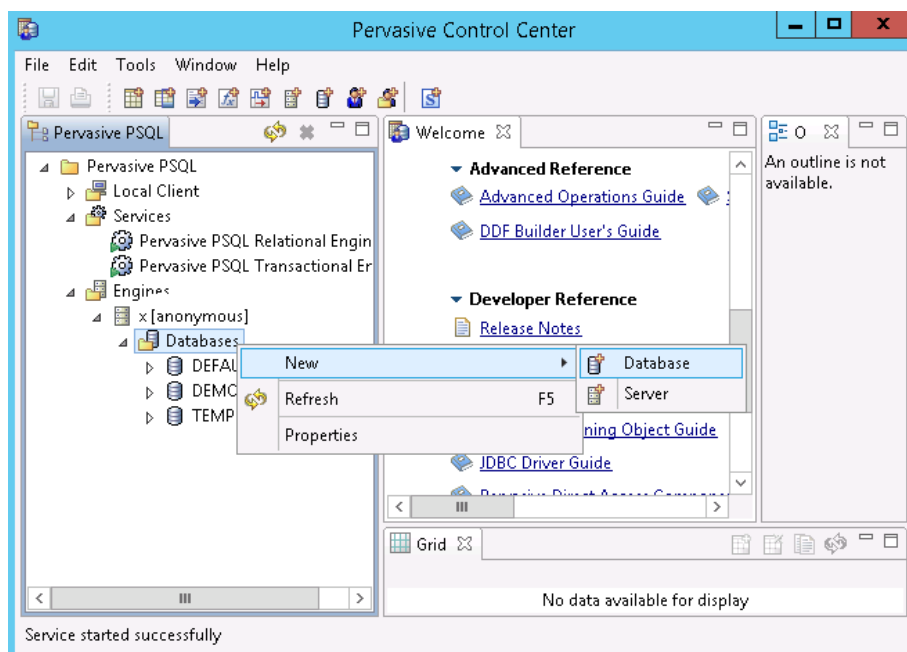 Pervasive Control Center
File Edit Tools Window Help
Pervasive PSQL
Pervasive PSQL
Local Client
Services
Pervasive PSQL Relational Engin
Pervasive PSQL Transactional Er
Engines
x [anonymous]
Databases
DEFAU
DEMO
TEMP
New
Refresh F5
Properties
Database
Server
Welcome
Advanced Reference
Advanced Operations Guide
DDF Builder User's Guide
Developer Reference
Release Notes
ning Object Guide
JDBC Driver Guide
O
An outline is not
available.
Grid
No data available for display
Service started successfully